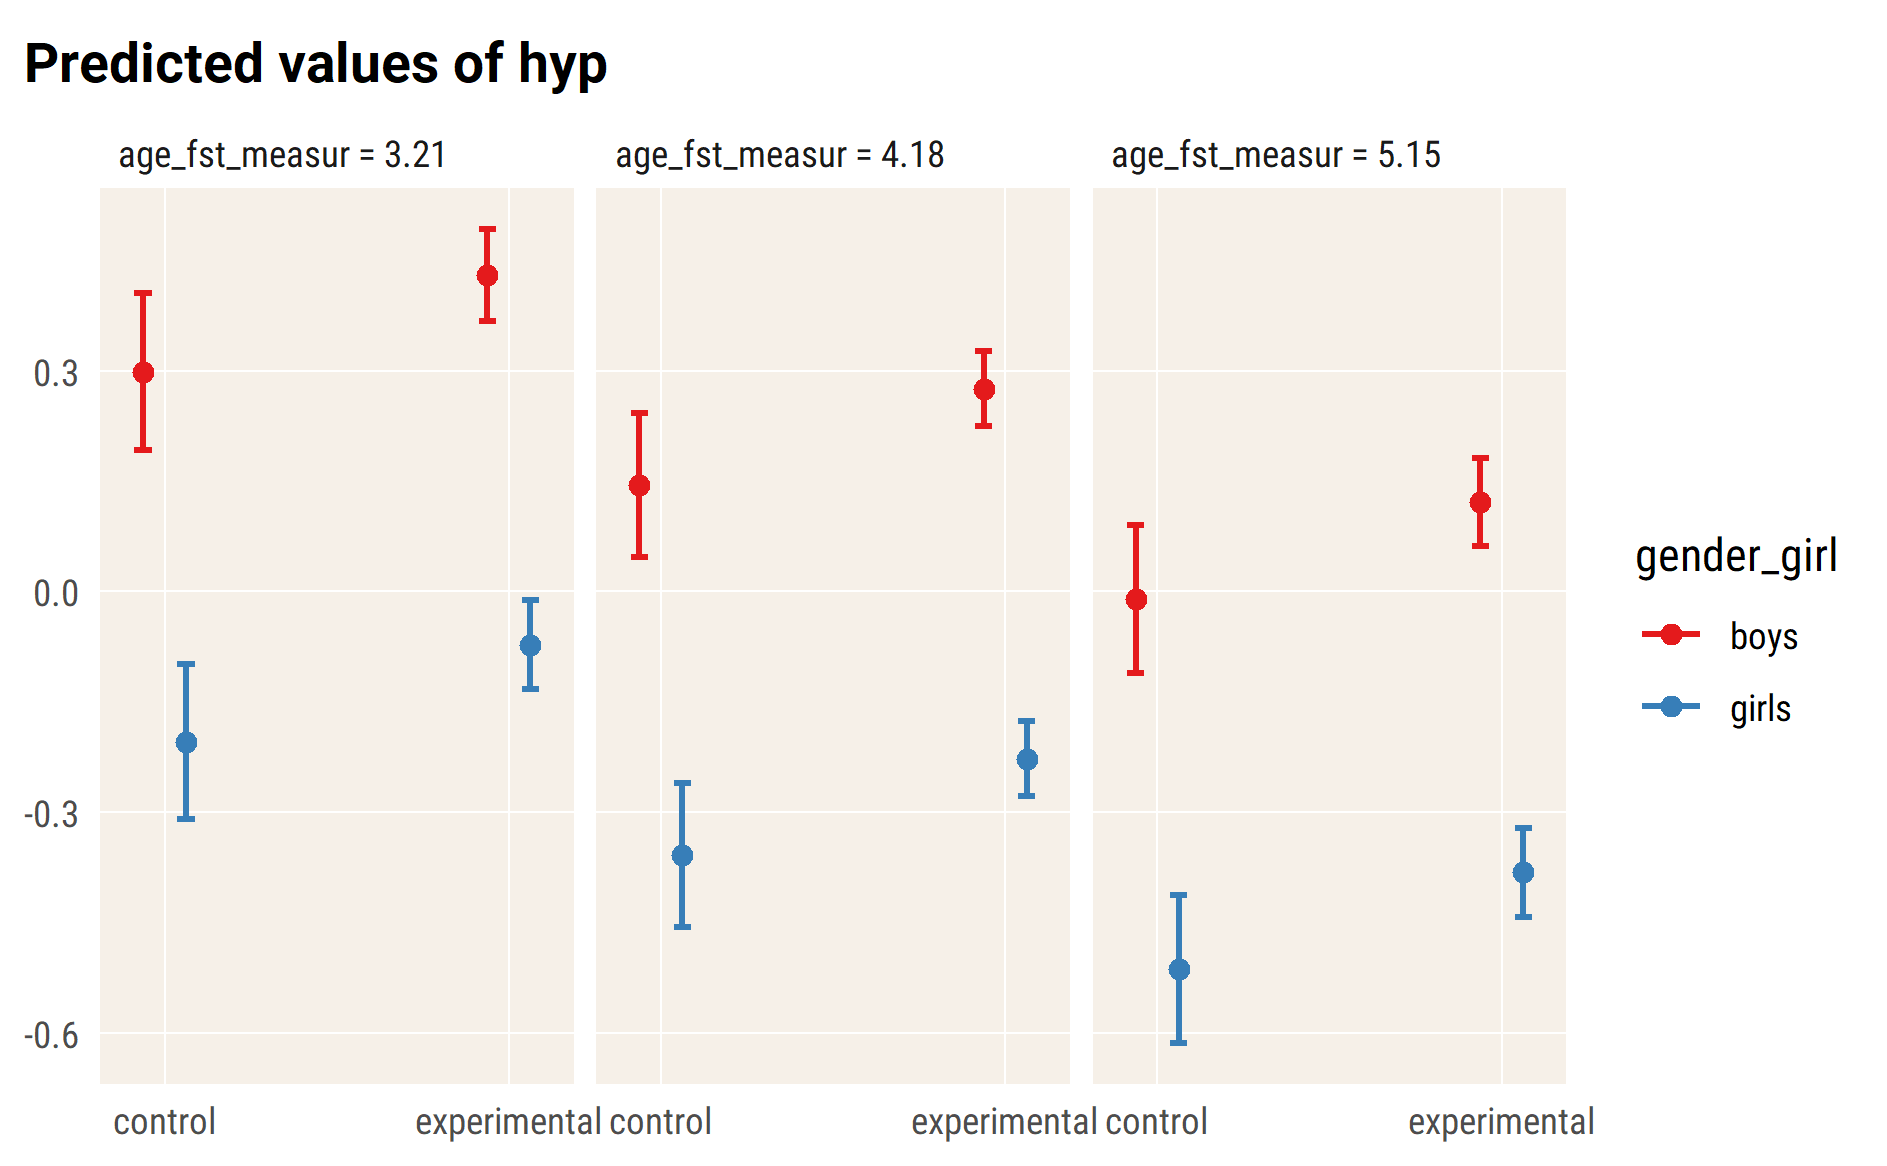 Predicted values of hyp
age_fst_measur = 3.21
age_fst_measur = 4.18
age_fst_measur = 5.15
0.3
0.0
-0.3
-0.6
control
experimental
control
experimental
control
experimental
gender_girl
boys
girls